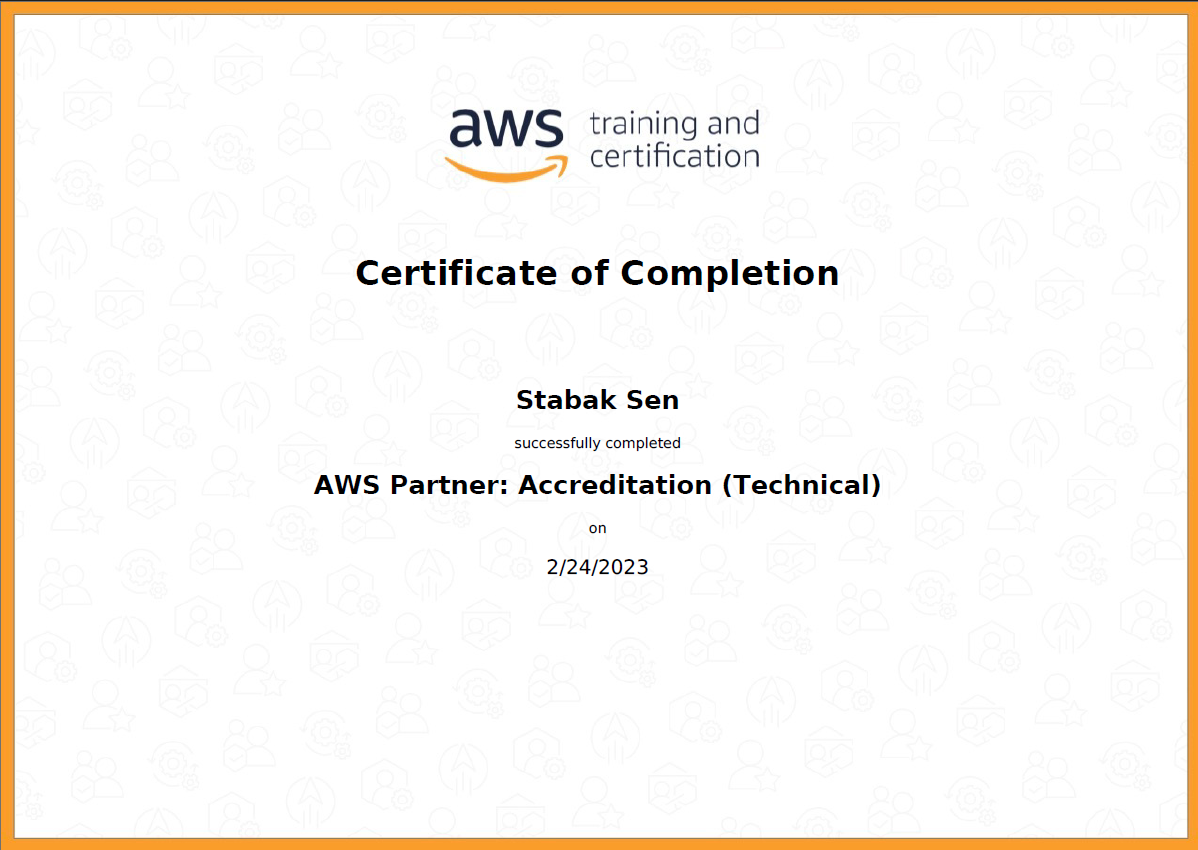 aws training and
certification
Certificate of Completion
Stabak Sen
successfully completed
AWS Partner: Accreditation (Technical)
on
2/24/2023